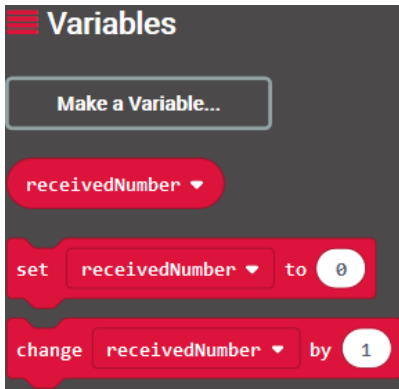 Variables
Make a Variable...
receivedNumber
set receivedNumber to 0
change receivedNumber by 1